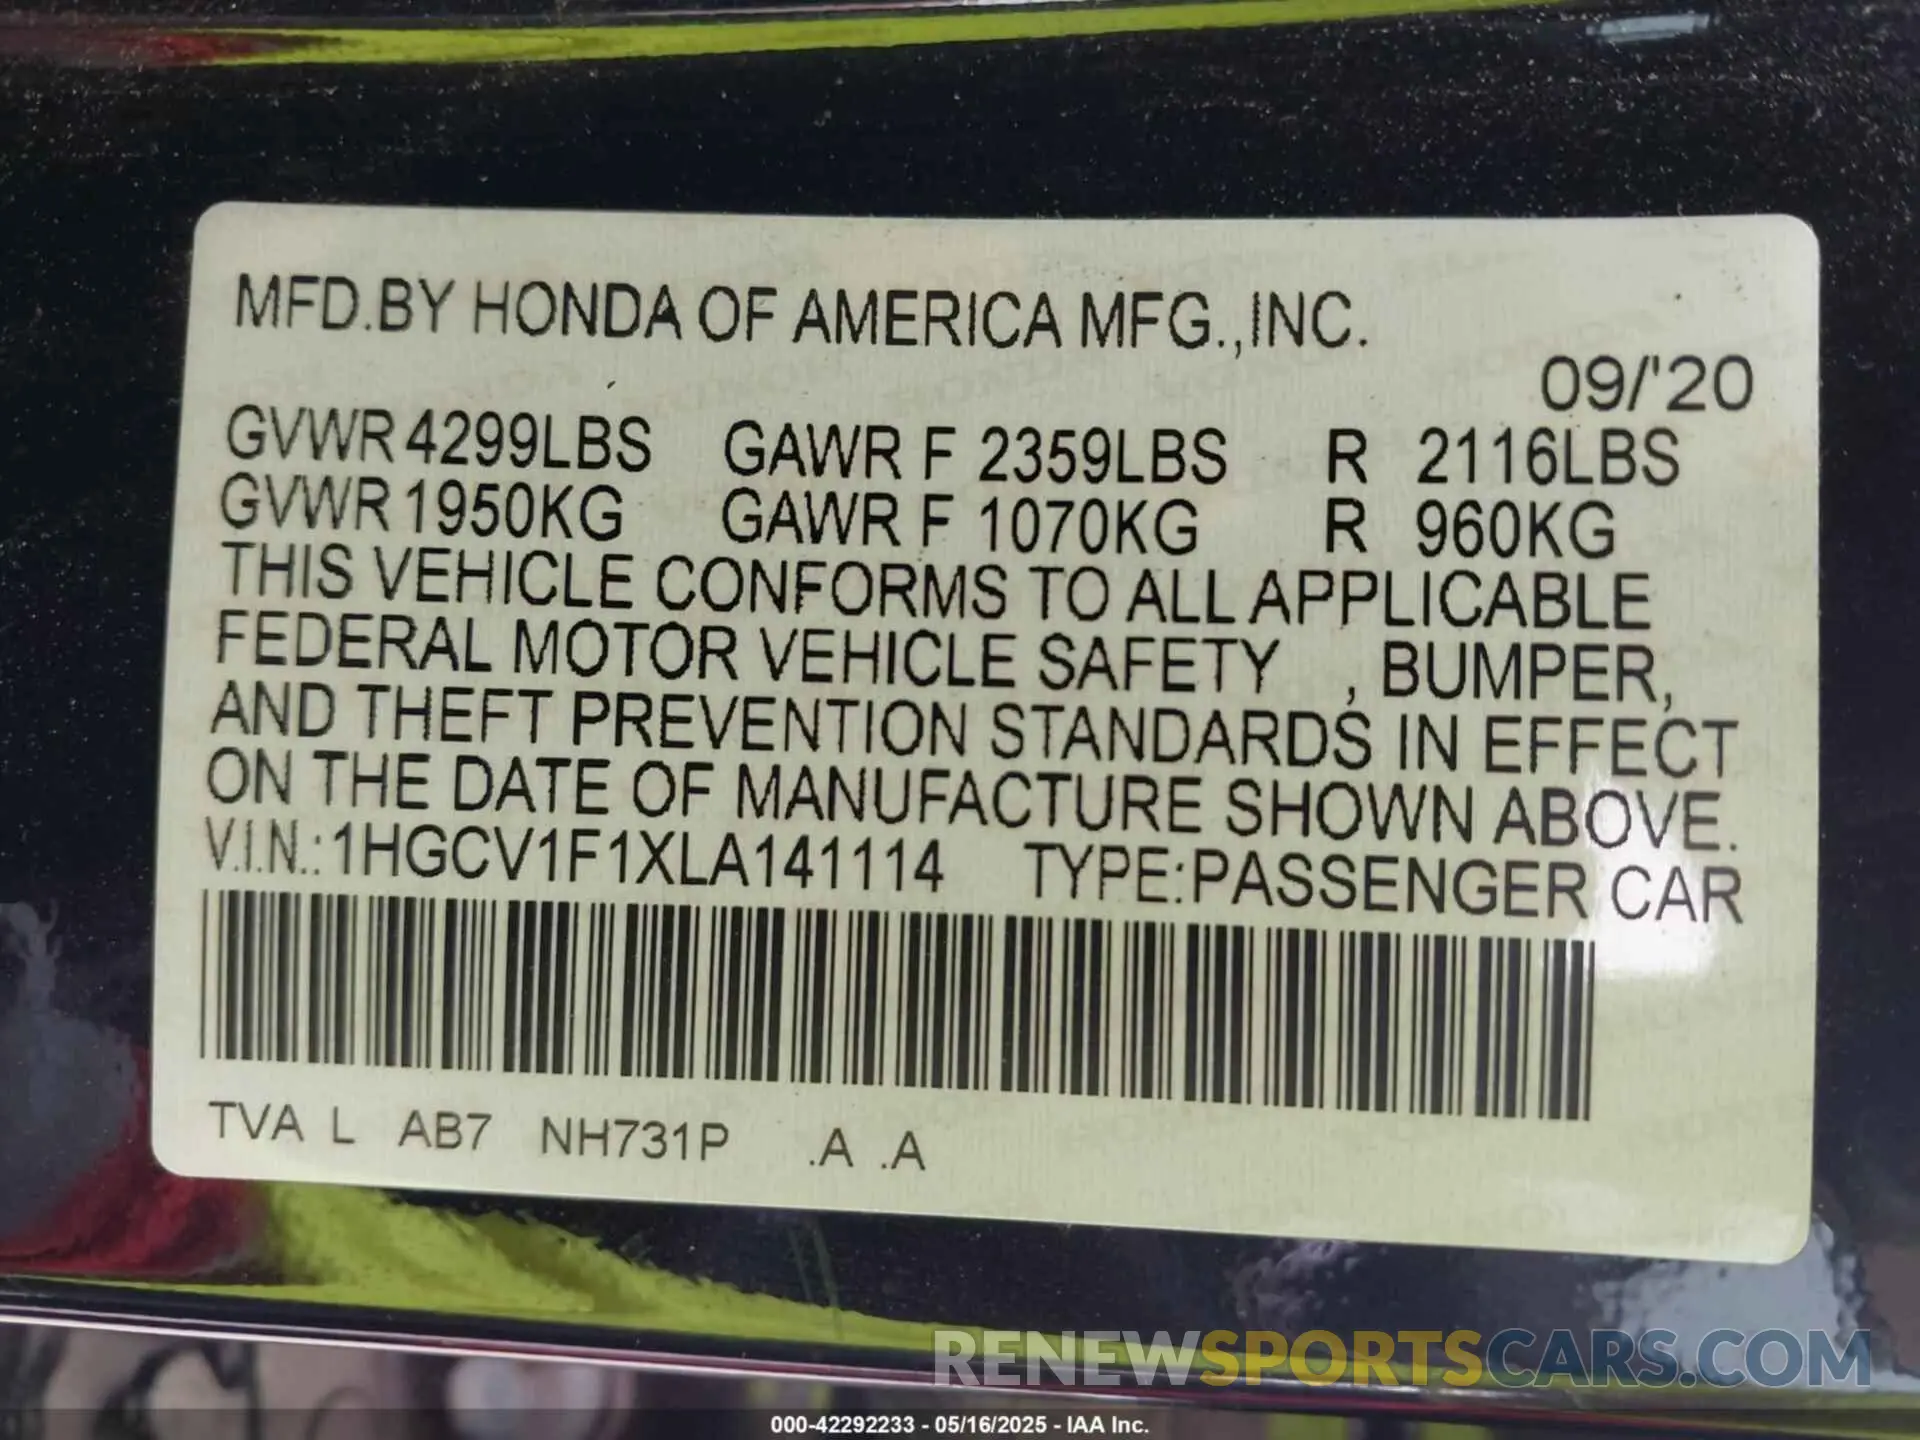 MFD.BY HONDA OF AMERICA MFG.,INC.
09/'20
GVWR 4299LBS GAWR F 2359LBS R 2116LBS
GVWR 1950KG GAWR F 1070KG R 960KG
THIS VEHICLE CONFORMS TO ALL APPLICABLE
FEDERAL MOTOR VEHICLE SAFETY , BUMPER,
AND THEFT PREVENTION STANDARDS IN EFFECT
ON THE DATE OF MANUFACTURE SHOWN ABOVE.
V.I.N.:1HGCV1F1XLA141114 TYPE:PASSENGER CAR
TVA L AB7 NH731P .A .A
RENEWSPORTSCARS.COM
000-42292233 - 05/16/2025 - IAA Inc.